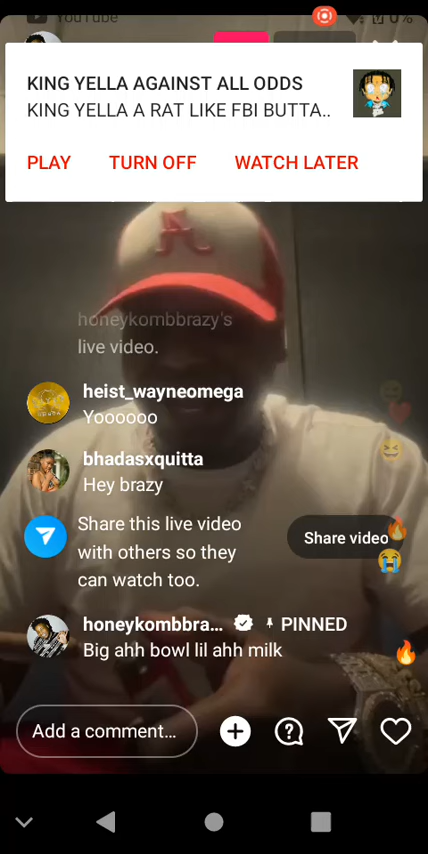 YouTube
0%
KING YELLA AGAINST ALL ODDS
KING YELLA A RAT LIKE FBI BUTTA..
PLAY TURN OFF WATCH LATER
A
honeykombbrazy's
live video.
heist_wayneomega
Yoooooo
bhadasxquitta
Hey brazy
Share this live video
with others so they
can watch too.
Share video
honeykombbra... PINNED
Big ahh bowl lil ahh milk
Add a comment...